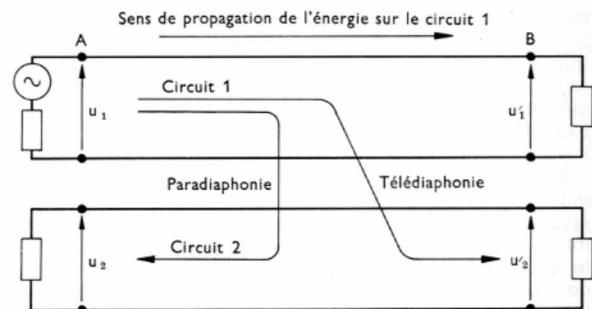 Sens de propagation de l'énergie sur le circuit 1
A
B
Circuit 1
u1
u'1
Paradiaphonie
Télédiaphonie
Circuit 2
u2
u'2